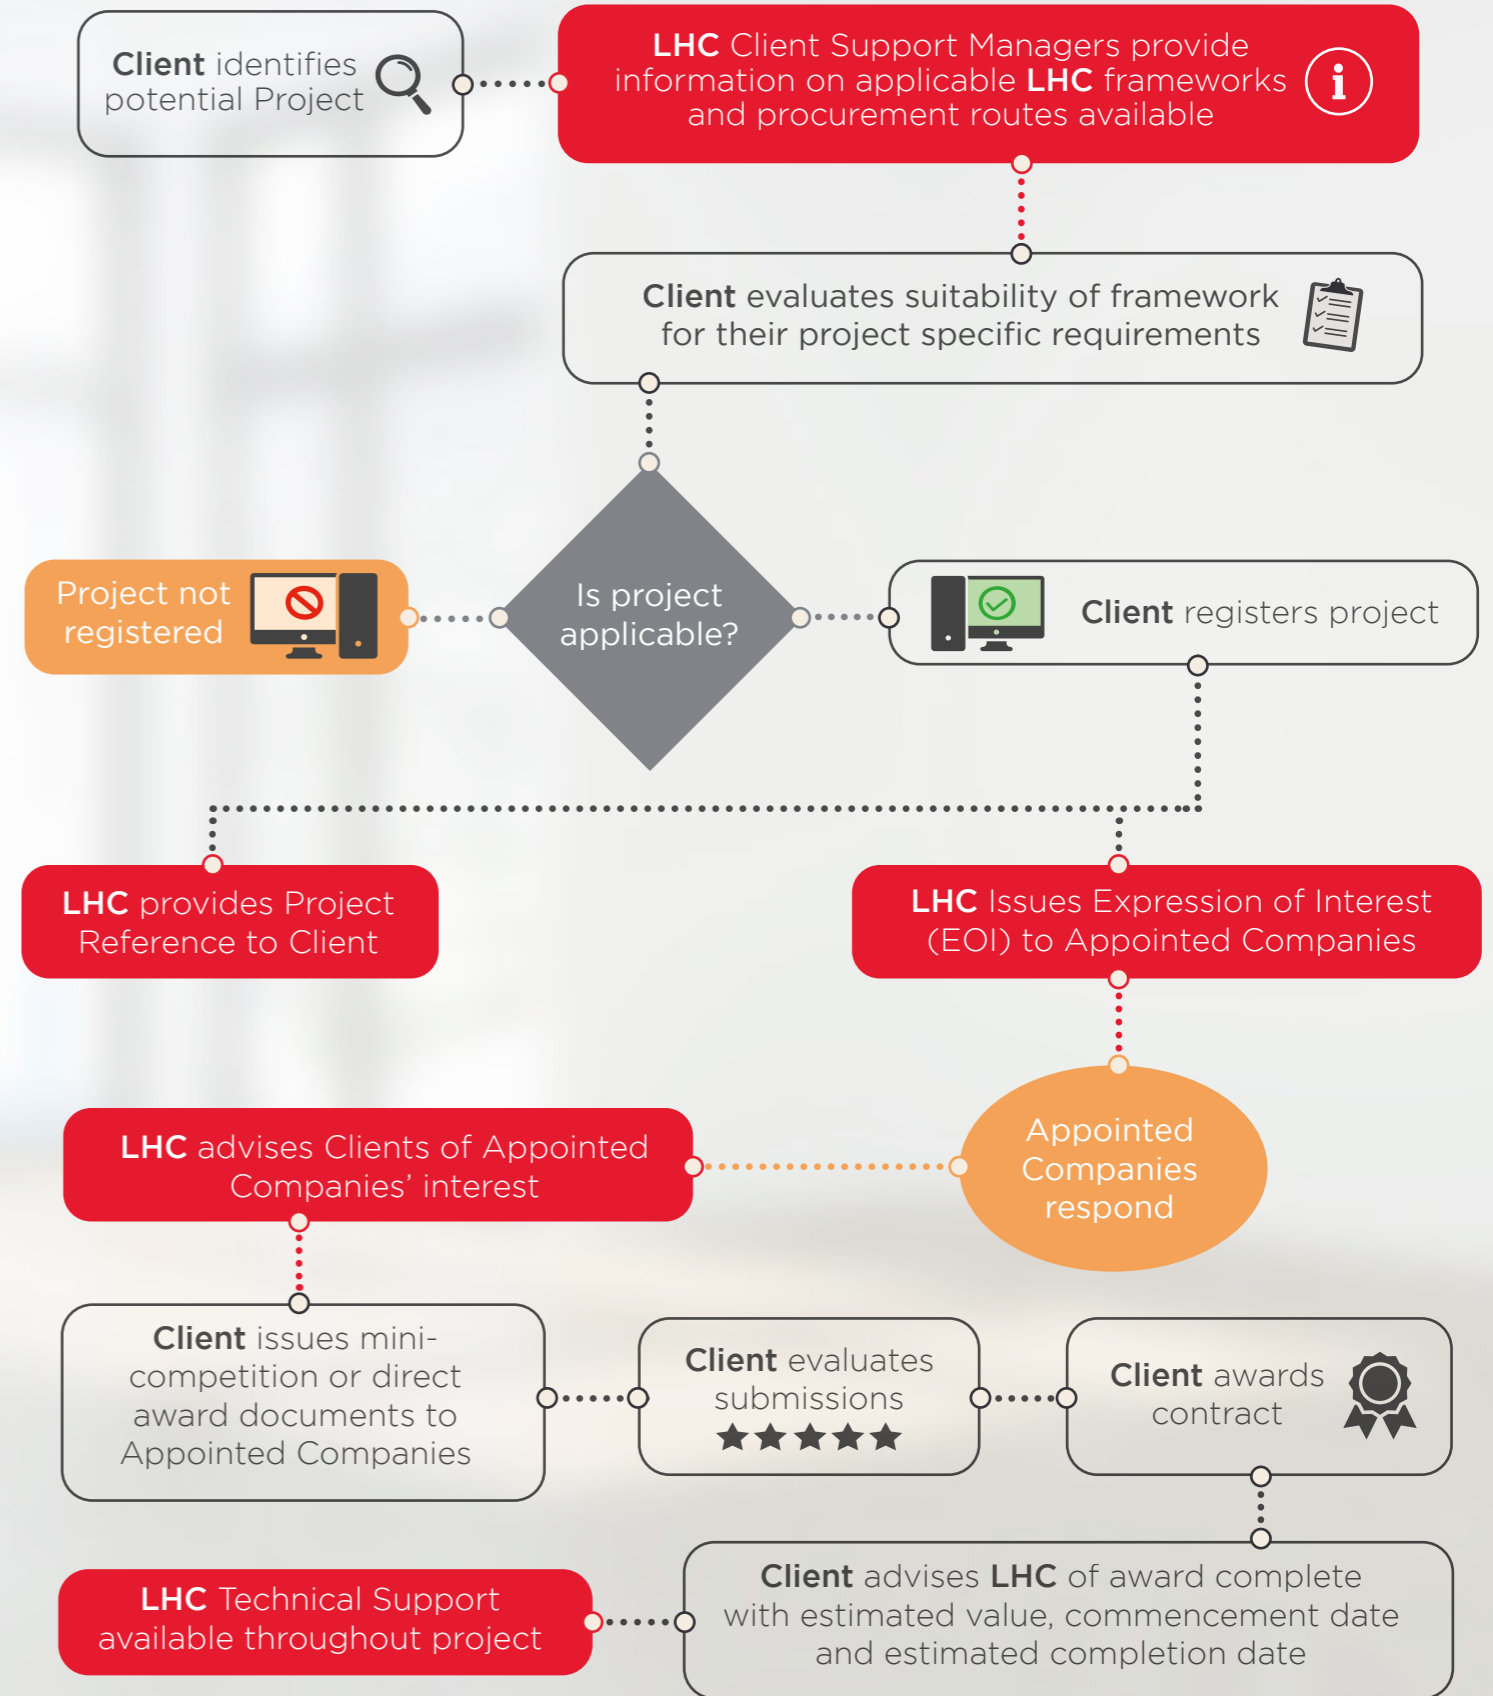 Client identifies
potential Project
LHC Client Support Managers provide
information on applicable LHC frameworks
and procurement routes available
i
Client evaluates suitability of framework
for their project specific requirements
Is project
applicable?
Project not
registered
Client registers project
LHC provides Project
Reference to Client
LHC Issues Expression of Interest
(EOI) to Appointed Companies
Appointed
Companies
respond
LHC advises Clients of Appointed
Companies’ interest
Client issues mini-
competition or direct
award documents to
Appointed Companies
Client evaluates
submissions
Client awards
contract
Client advises LHC of award complete
with estimated value, commencement date
and estimated completion date
LHC Technical Support
available throughout project